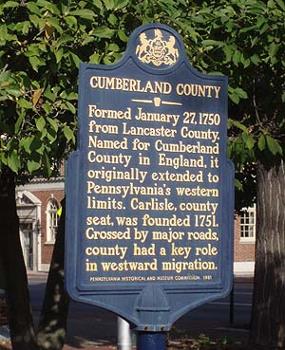 CUMBERLAND COUNTY
Formed January 27, 1750
from Lancaster County.
Named for Cumberland
County in England, it
originally extended to
Pennsylvania's western
limits. Carlisle, county
seat, was founded 1751.
Crossed by major roads,
county had a key role
in westward migration.
PENNSYLVANIA HISTORICAL AND MUSEUM COMMISSION, 1981